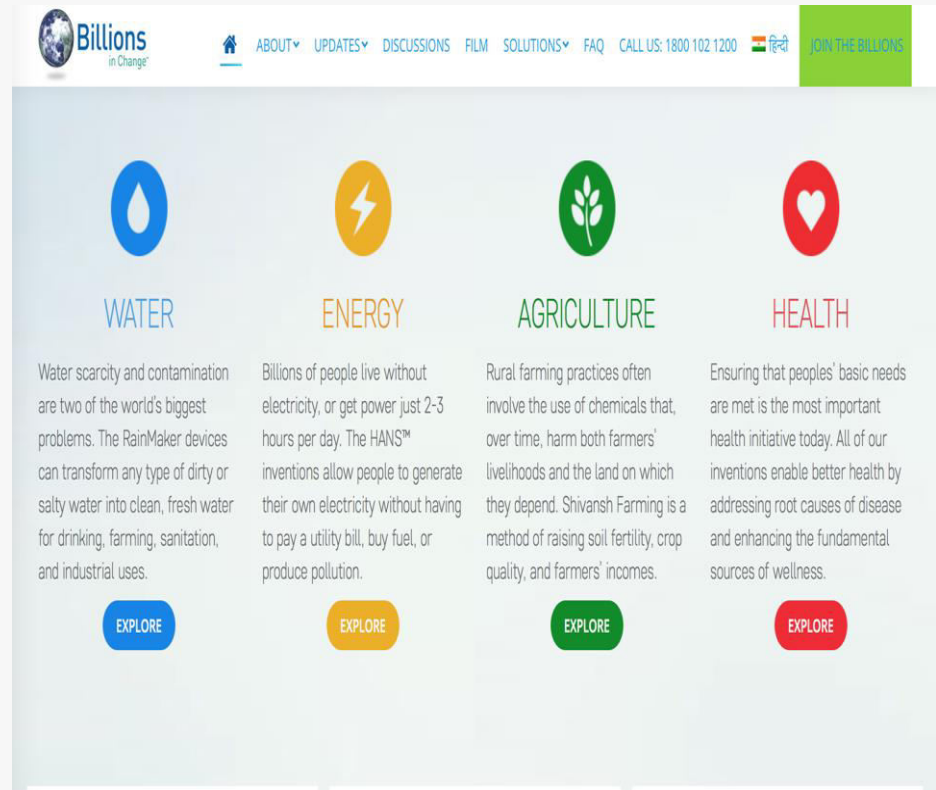 Billions
in Change
ABOUT UPDATES DISCUSSIONS FILM SOLUTIONS FAQ CALL US: 1800 102 1200 हिन्दी JOIN THE BILLIONS
WATER
Water scarcity and contamination
are two of the world's biggest
problems. The RainMaker devices
can transform any type of dirty or
salty water into clean, fresh water
for drinking, farming, sanitation,
and industrial uses.
EXPLORE
ENERGY
Billions of people live without
electricity, or get power just 2-3
hours per day. The HANS™
inventions allow people to generate
their own electricity without having
to pay a utility bill, buy fuel, or
produce pollution.
EXPLORE
AGRICULTURE
Rural farming practices often
involve the use of chemicals that,
over time, harm both farmers'
livelihoods and the land on which
they depend. Shivansh Farming is a
method of raising soil fertility, crop
quality, and farmers' incomes.
EXPLORE
HEALTH
Ensuring that peoples' basic needs
are met is the most important
health initiative today. All of our
inventions enable better health by
addressing root causes of disease
and enhancing the fundamental
sources of wellness.
EXPLORE